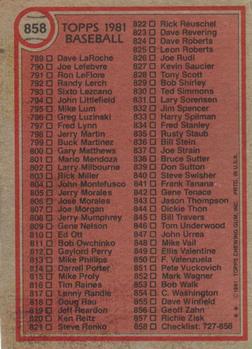 858
TOPPS 1981
BASEBALL
789 Dave LaRoche
790 Joe Lefebvre
791 Ron LeFlore
792 Randy Lerch
793 Sixto Lezcano
794 John Littlefield
795 Mike Lum
796 Greg Luzinski
797 Fred Lynn
798 Jerry Martin
799 Buck Martinez
800 Gary Matthews
801 Mario Mendoza
802 Larry Milbourne
803 Rick Miller
804 John Montefusco
805 Jerry Morales
806 Jose Morales
807 Joe Morgan
808 Jerry Mumphrey
809 Gene Nelson
810 Ed Ott
811 Bob Owchinko
812 Gaylord Perry
813 Mike Phillips
814 Darrell Porter
815 Mike Proly
816 Tim Raines
817 Lenny Randle
818 Doug Rau
819 Jeff Reardon
820 Ken Reitz
821 Steve Renko
822 Rick Reuschel
823 Dave Revering
824 Dave Roberts
825 Leon Roberts
826 Joe Rudi
827 Kevin Saucier
828 Tony Scott
829 Bob Shirley
830 Ted Simmons
831 Lary Sorensen
832 Jim Spencer
833 Harry Spilman
834 Fred Stanley
835 Rusty Staub
836 Bill Stein
837 Joe Strain
838 Bruce Sutter
839 Don Sutton
840 Steve Swisher
841 Frank Tanana
842 Gene Tenace
843 Jason Thompson
844 Dickie Thon
845 Bill Travers
846 Tom Underwood
847 John Urrea
848 Mike Vail
849 Ellis Valentine
850 F. Valenzuela
851 Pete Vuckovich
852 Mark Wagner
853 Bob Walk
854 C. Washington
855 Dave Winfield
856 Geoff Zahn
857 Richie Zisk
858 Checklist: 727-858
© 1981 TOPPS CHEWING GUM, INC. PRTD. IN U.S.A.